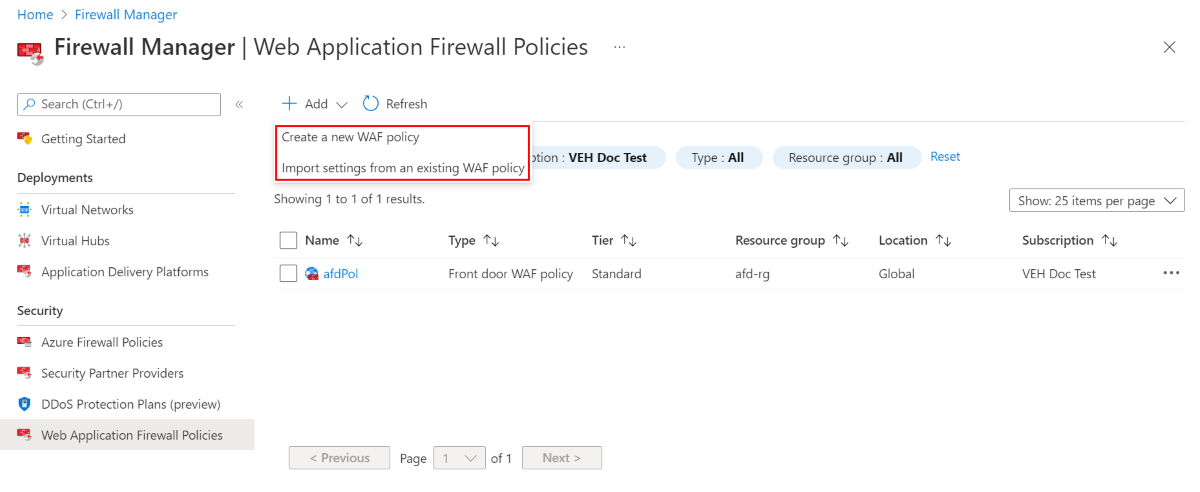 Home > Firewall Manager
Firewall Manager | Web Application Firewall Policies ...
Search (Ctrl+/) «
Getting Started
Deployments
Virtual Networks
Virtual Hubs
Application Delivery Platforms
Security
Azure Firewall Policies
Security Partner Providers
DDoS Protection Plans (preview)
Web Application Firewall Policies
Add Refresh
Create a new WAF policy
Import settings from an existing WAF policy
ption : VEH Doc Test Type : All Resource group : All Reset
Showing 1 to 1 of 1 results.
Show: 25 items per page
Name Type Tier Resource group Location Subscription
afdPol Front door WAF policy Standard afd-rg Global VEH Doc Test ...
< Previous Page 1 of 1 Next >